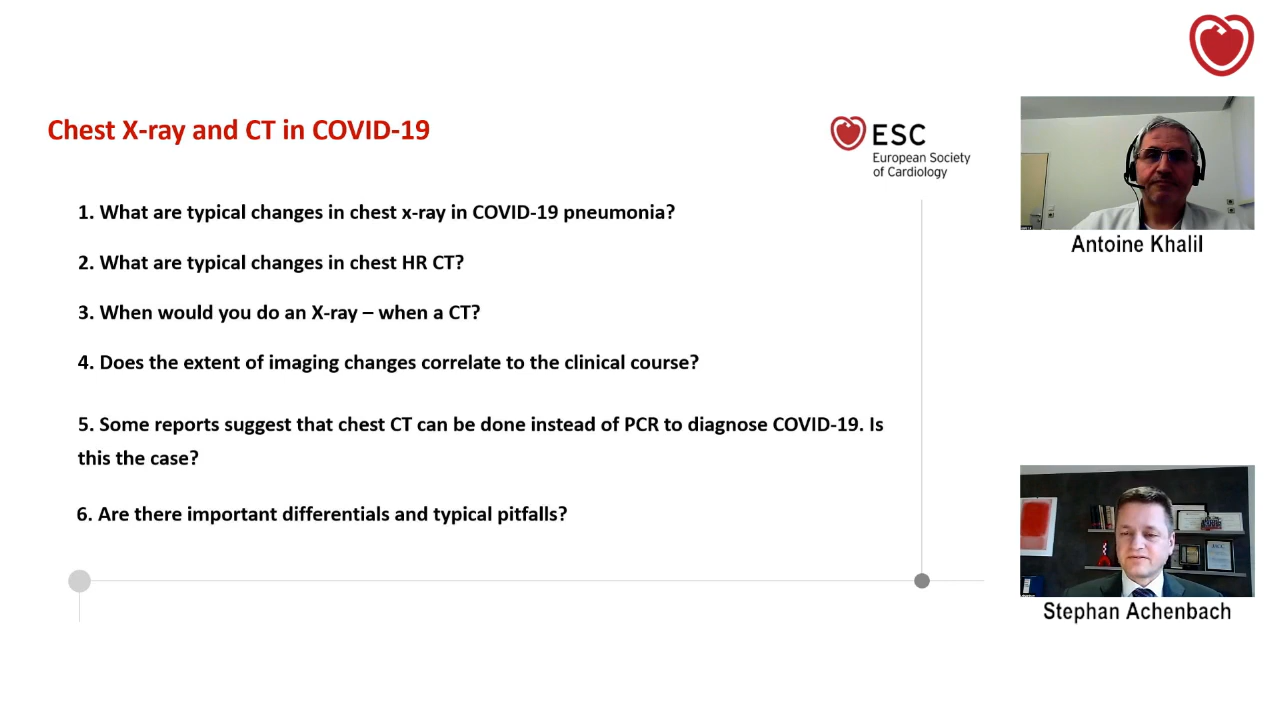 Chest X-ray and CT in COVID-19
ESC
European Society
of Cardiology
1. What are typical changes in chest x-ray in COVID-19 pneumonia?
2. What are typical changes in chest HR CT?
3. When would you do an X-ray – when a CT?
4. Does the extent of imaging changes correlate to the clinical course?
5. Some reports suggest that chest CT can be done instead of PCR to diagnose COVID-19. Is
this the case?
6. Are there important differentials and typical pitfalls?
Antoine Khalil
Stephan Achenbach